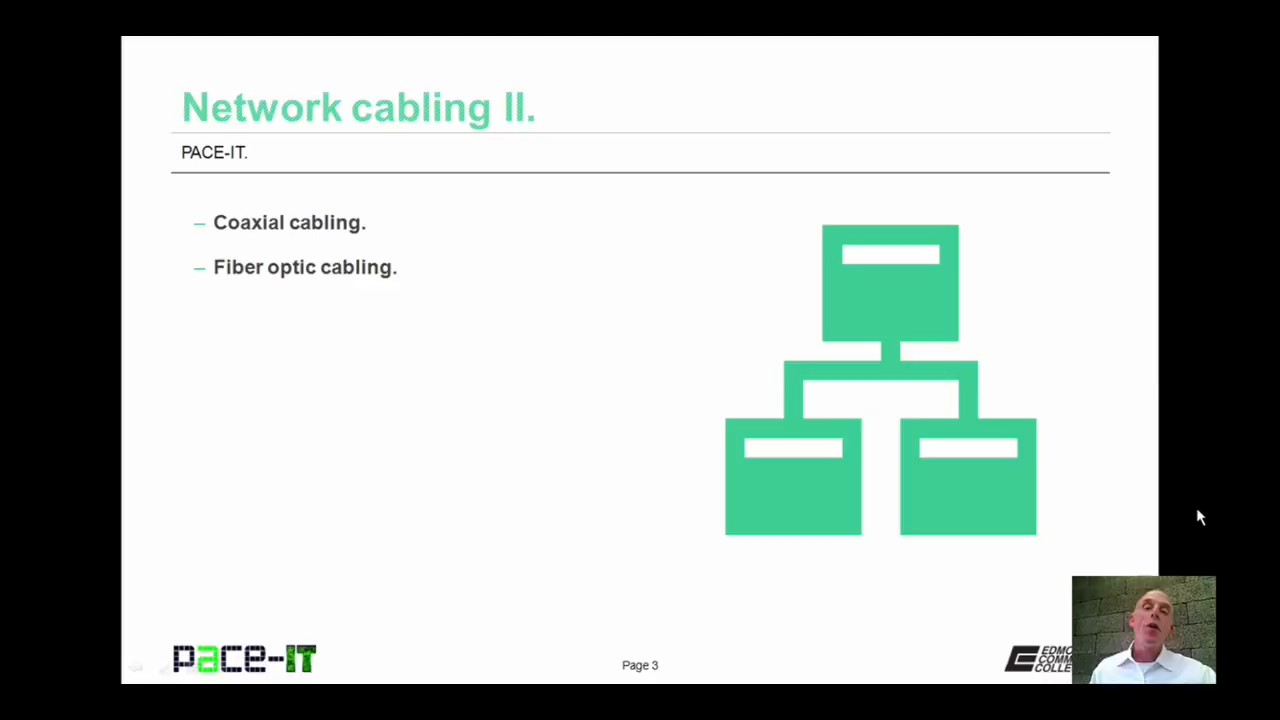 Network cabling II.
PACE-IT.
– Coaxial cabling.
– Fiber optic cabling.
pace-IT
Page 3